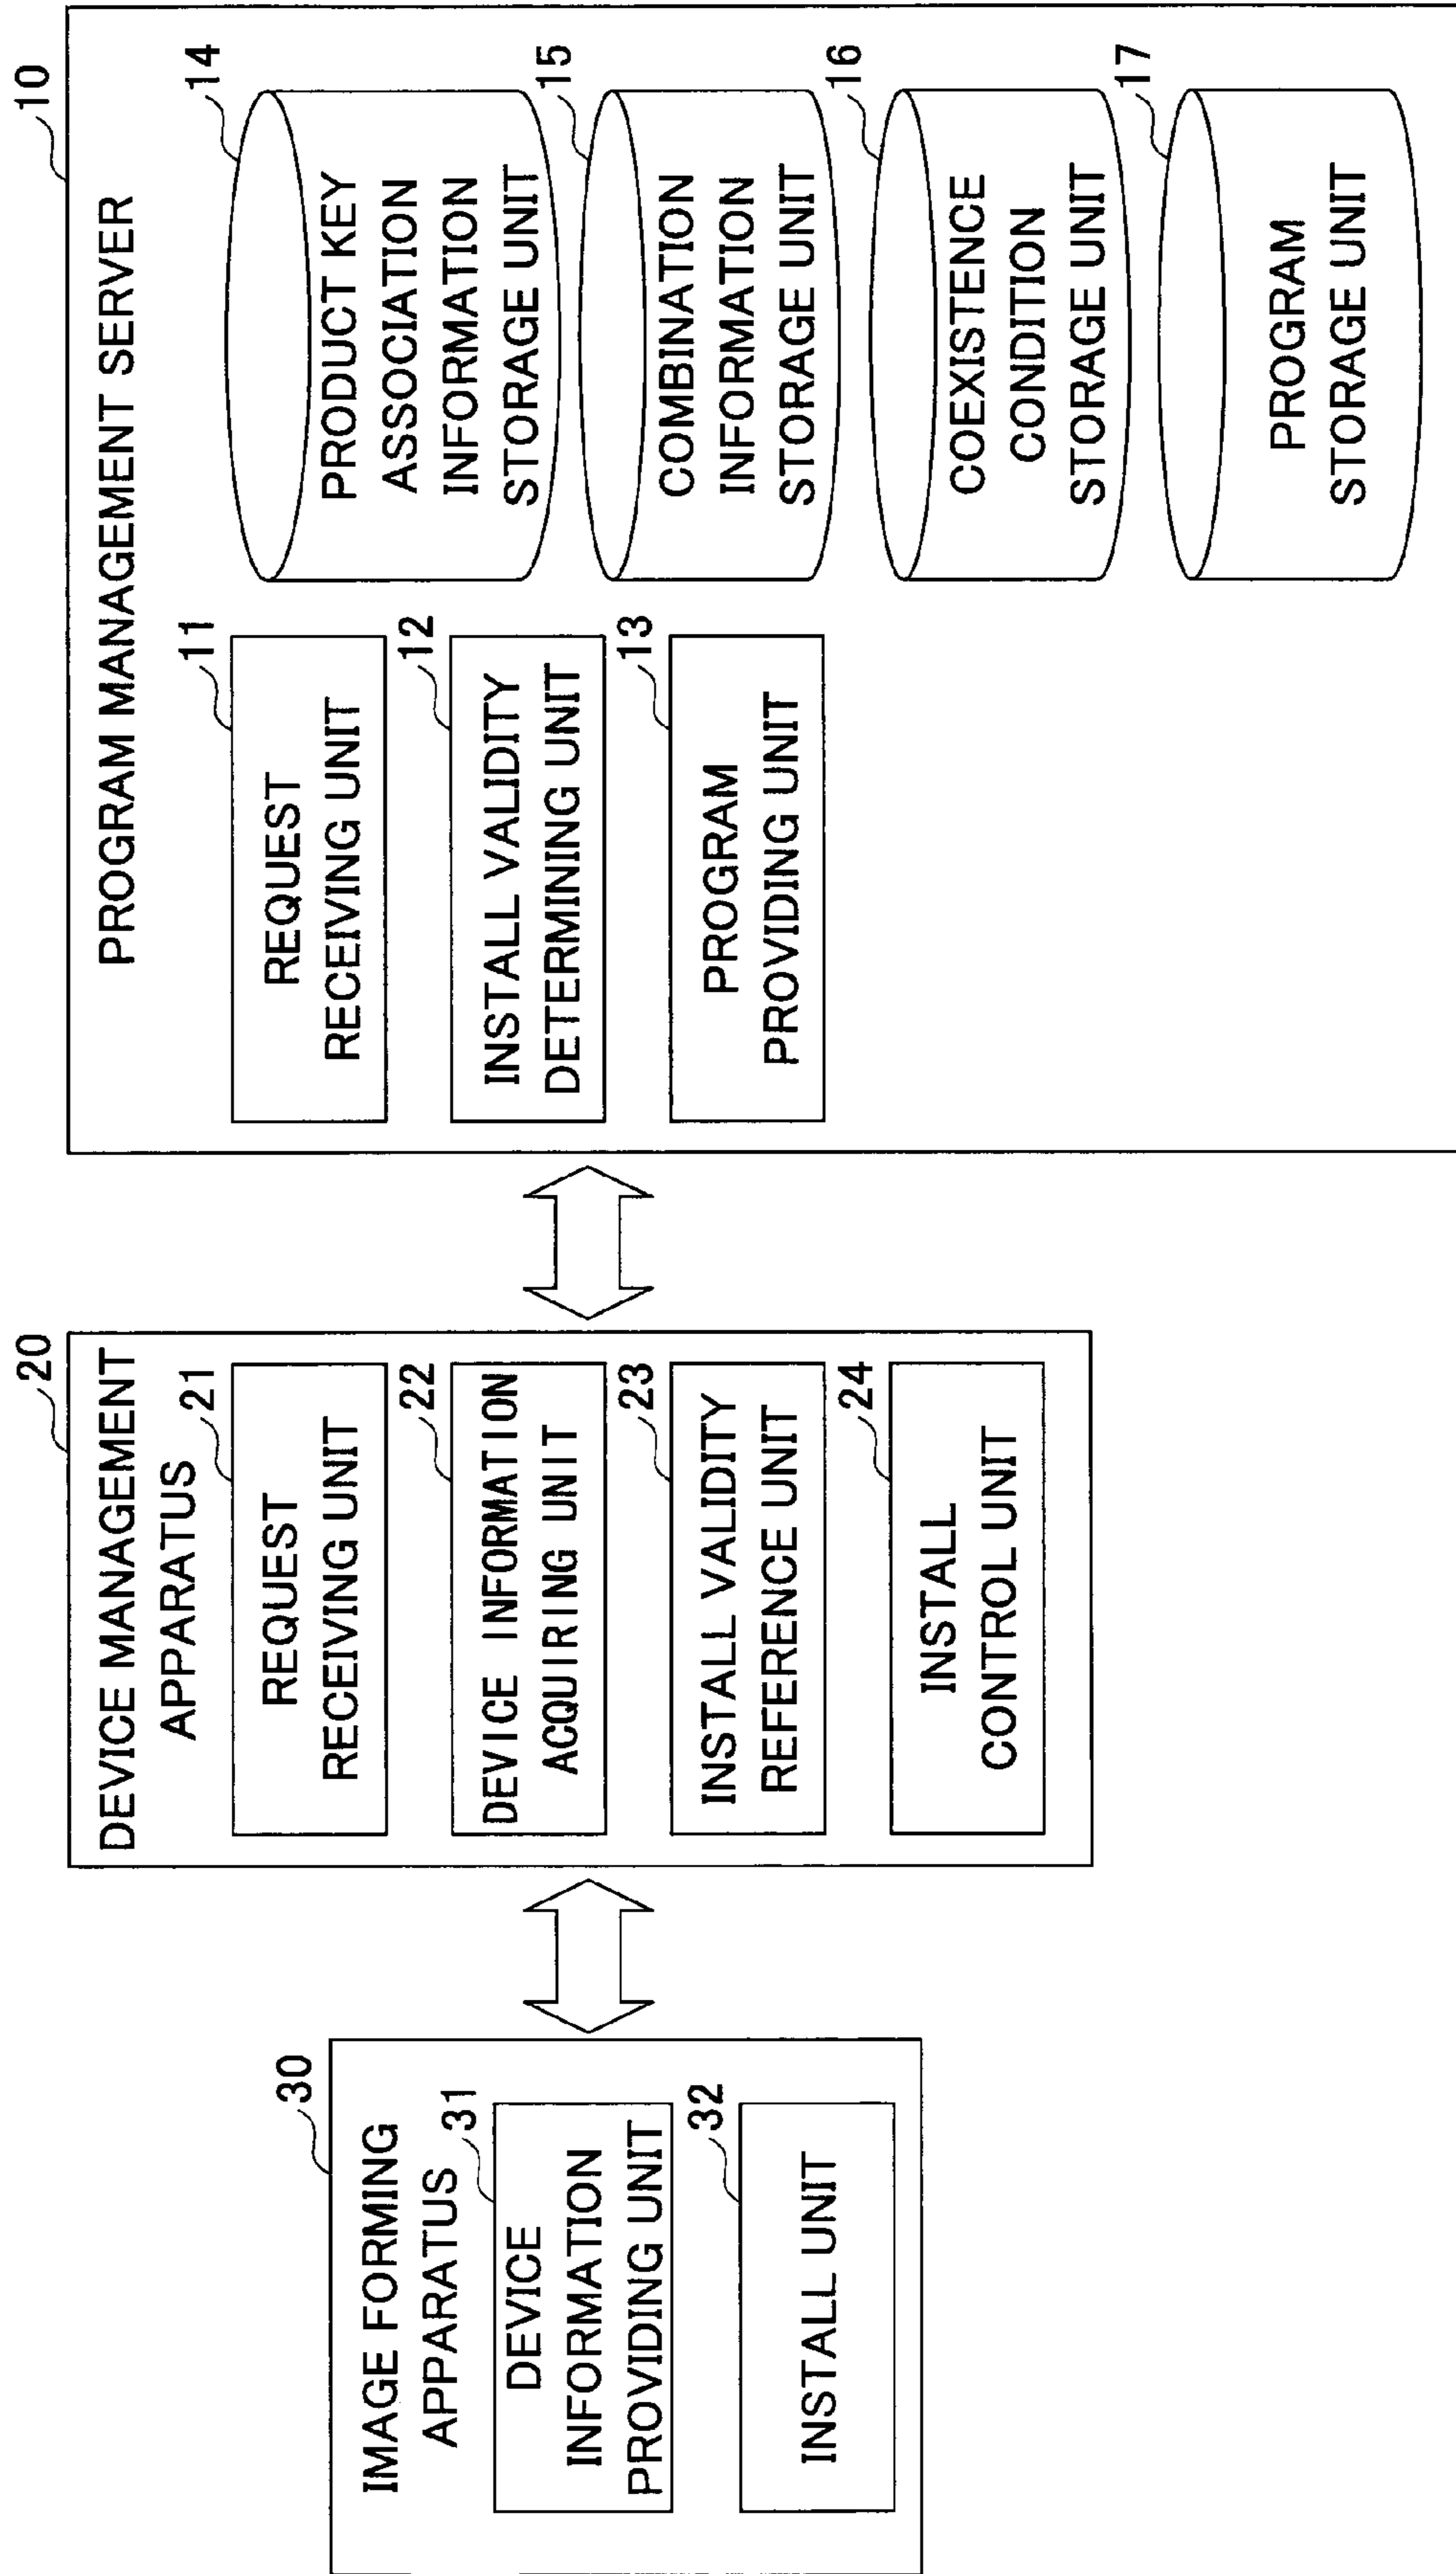 30
IMAGE FORMING
APPARATUS
31
DEVICE
INFORMATION
PROVIDING UNIT
32
INSTALL UNIT
20
DEVICE MANAGEMENT
APPARATUS
21
REQUEST
RECEIVING UNIT
22
DEVICE INFORMATION
ACQUIRING UNIT
23
INSTALL VALIDITY
REFERENCE UNIT
24
INSTALL
CONTROL UNIT
10
PROGRAM MANAGEMENT SERVER
11
REQUEST
RECEIVING UNIT
12
INSTALL VALIDITY
DETERMINING UNIT
13
PROGRAM
PROVIDING UNIT
14
PRODUCT KEY
ASSOCIATION
INFORMATION
STORAGE UNIT
15
COMBINATION
INFORMATION
STORAGE UNIT
16
COEXISTENCE
CONDITION
STORAGE UNIT
17
PROGRAM
STORAGE UNIT